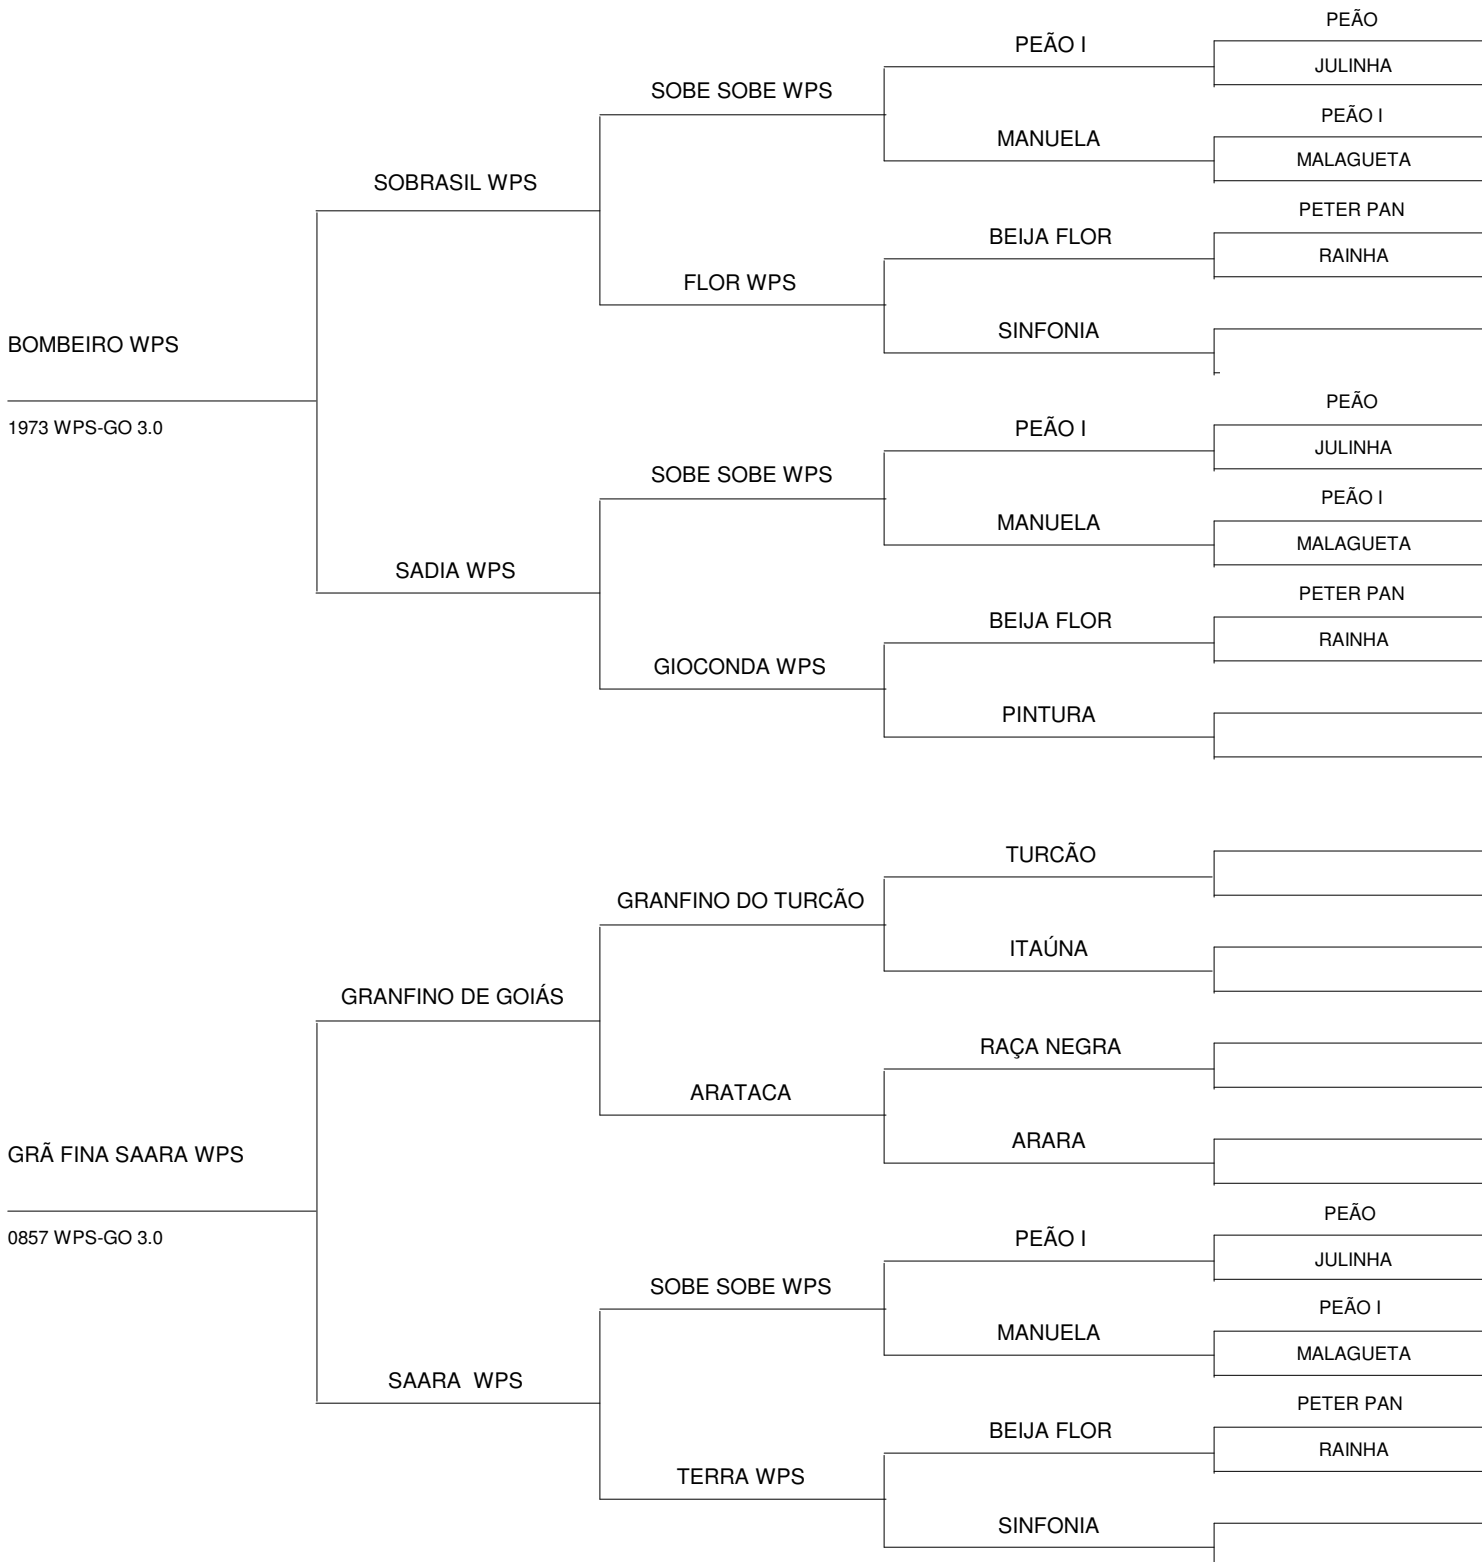 PEÃO
PEÃO I
JULINHA
SOBE SOBE WPS
PEÃO I
MANUELA
MALAGUETA
SOBRASIL WPS
PETER PAN
BEIJA FLOR
RAINHA
FLOR WPS
SINFONIA
BOMBEIRO WPS
PEÃO
1973 WPS-GO 3.0
PEÃO I
JULINHA
SOBE SOBE WPS
PEÃO I
MANUELA
MALAGUETA
SADIA WPS
PETER PAN
BEIJA FLOR
RAINHA
GIOCONDA WPS
PINTURA
TURCÃO
GRANFINO DO TURCÃO
ITAÚNA
GRANFINO DE GOIÁS
RAÇA NEGRA
ARATACA
ARARA
GRÃ FINA SAARA WPS
PEÃO
0857 WPS-GO 3.0
PEÃO I
JULINHA
SOBE SOBE WPS
PEÃO I
MANUELA
MALAGUETA
SAARA WPS
PETER PAN
BEIJA FLOR
RAINHA
TERRA WPS
SINFONIA